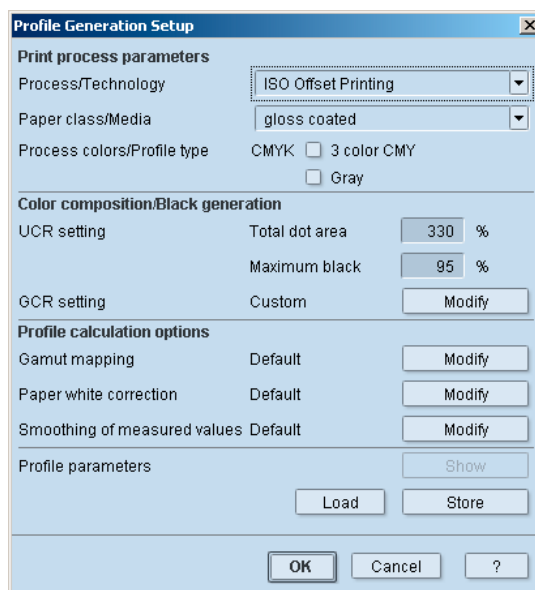 Profile Generation Setup
Print process parameters
Process/Technology ISO Offset Printing
Paper class/Media gloss coated
Process colors/Profile type CMYK 3 color CMY
Gray
Color composition/Black generation
UCR setting Total dot area 330 %
Maximum black 95 %
GCR setting Custom Modify
Profile calculation options
Gamut mapping Default Modify
Paper white correction Default Modify
Smoothing of measured values Default Modify
Profile parameters Show
Load Store
OK Cancel ?